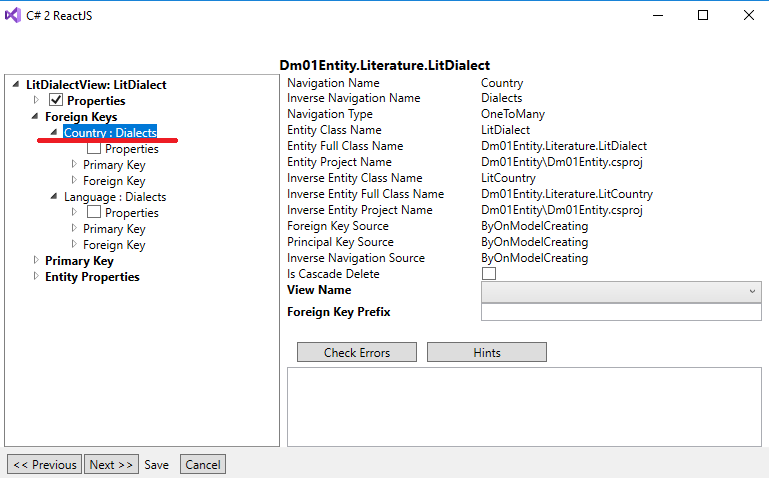 C# 2 ReactJS
Dm01Entity.Literature.LitDialect
LitDialectView: LitDialect
Properties
Foreign Keys
Country : Dialects
Properties
Primary Key
Foreign Key
Language : Dialects
Properties
Primary Key
Foreign Key
Primary Key
Entity Properties
Navigation Name Country
Inverse Navigation Name Dialects
Navigation Type OneToMany
Entity Class Name LitDialect
Entity Full Class Name Dm01Entity.Literature.LitDialect
Entity Project Name Dm01Entity\Dm01Entity.csproj
Inverse Entity Class Name LitCountry
Inverse Entity Full Class Name Dm01Entity.Literature.LitCountry
Inverse Entity Project Name Dm01Entity\Dm01Entity.csproj
Foreign Key Source ByOnModelCreating
Principal Key Source ByOnModelCreating
Inverse Navigation Source ByOnModelCreating
Is Cascade Delete
View Name
Foreign Key Prefix
Check Errors Hints
<< Previous Next >> Save Cancel